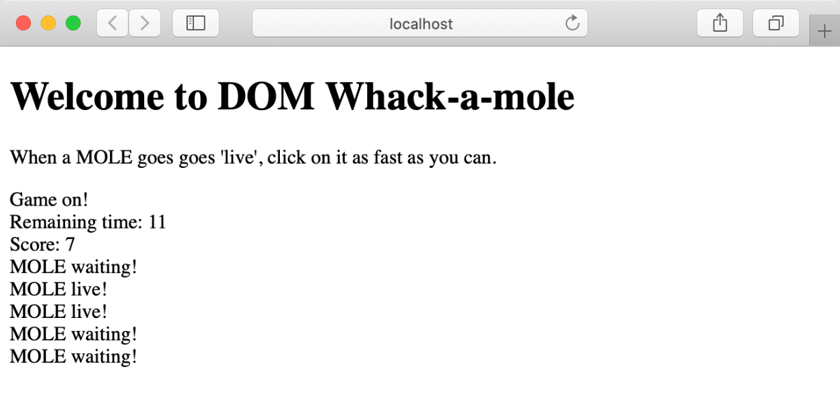 localhost
Welcome to DOM Whack-a-mole
When a MOLE goes goes 'live', click on it as fast as you can.
Game on!
Remaining time: 11
Score: 7
MOLE waiting!
MOLE live!
MOLE live!
MOLE waiting!
MOLE waiting!